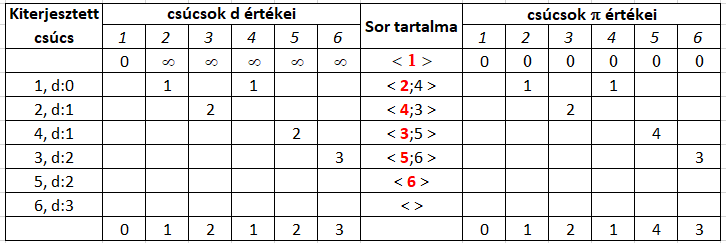 Kiterjesztett csúcs csúcsok d értékei Sor tartalma csúcsok π értékei
1 2 3 4 5 6 1 2 3 4 5 6
0 ∞ ∞ ∞ ∞ ∞ < 1 > 0 0 0 0 0 0
1, d:0 1 1 < 2;4 > 1 1
2, d:1 2 < 4;3 > 2
4, d:1 2 < 3;5 > 4
3, d:2 3 < 5;6 > 3
5, d:2 < 6 >
6, d:3 < >
0 1 2 1 2 3 0 1 2 1 4 3